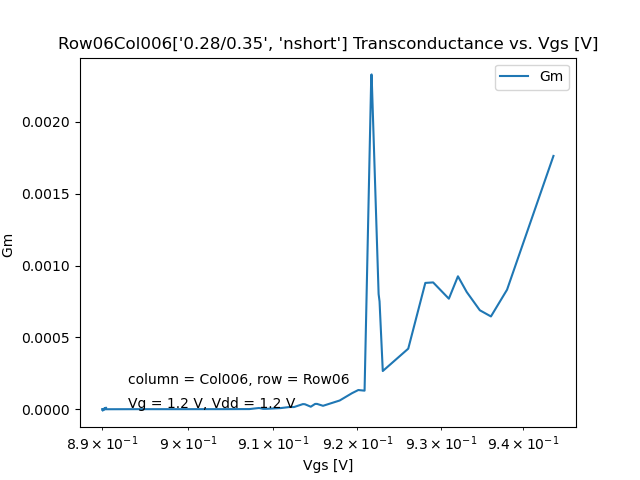 Row06Col006['0.28/0.35', 'nshort'] Transconductance vs. Vgs [V]
Gm
0.0020
0.0015
0.0010
0.0005
0.0000
Gm
column = Col006, row = Row06
Vg = 1.2 V, Vdd = 1.2 V
8.9 × 10⁻¹ 9 × 10⁻¹ 9.1 × 10⁻¹ 9.2 × 10⁻¹ 9.3 × 10⁻¹ 9.4 × 10⁻¹
Vgs [V]